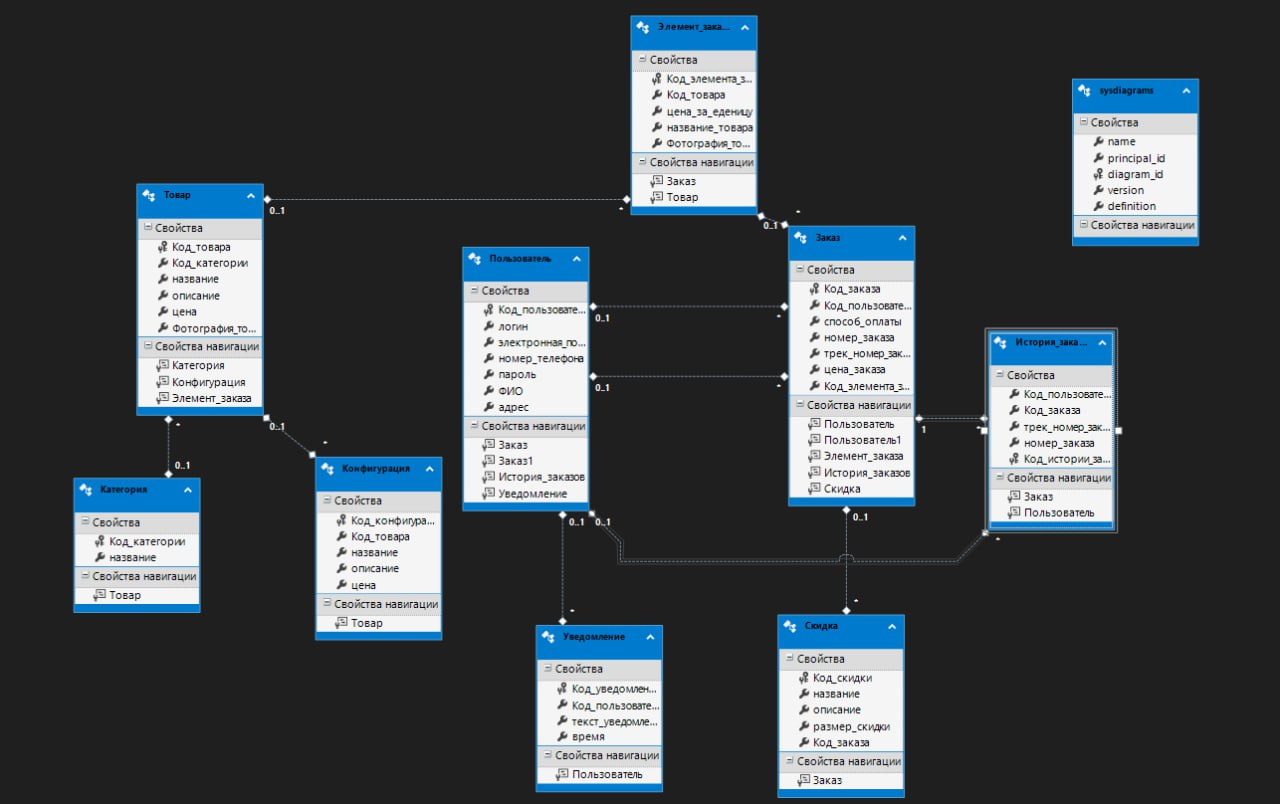 Элемент_зака...
Свойства
Код_элемента_з...
Код_товара
цена_за_еденицу
название_товара
Фотография_то...
Свойства навигации
Заказ
Товар
sysdiagrams
Свойства
name
principal_id
diagram_id
version
definition
Свойства навигации
Товар
Свойства
Код_товара
Код_категории
название
описание
цена
Фотография_то...
Свойства навигации
Категория
Конфигурация
Элемент_заказа
0..1
*
0..1
*
Пользователь
Свойства
Код_пользовате...
логин
электронная_по...
номер_телефона
пароль
ФИО
адрес
Свойства навигации
Заказ
Заказ1
История_заказов
Уведомление
0..1
*
0..1
*
Заказ
Свойства
Код_заказа
Код_пользовате...
способ_оплаты
номер_заказа
трек_номер_зак...
цена_заказа
Код_элемента_з...
Свойства навигации
Пользователь
Пользователь1
Элемент_заказа
История_заказов
Скидка
1
*
История_зака...
Свойства
Код_пользовате...
Код_заказа
трек_номер_зак...
номер_заказа
Код_истории_за...
Свойства навигации
Заказ
Пользователь
*
0..1
0..1
*
Категория
Свойства
Код_категории
название
Свойства навигации
Товар
Конфигурация
Свойства
Код_конфигура...
Код_товара
название
описание
цена
Свойства навигации
Товар
0..1
0..1
*
0..1
*
*
Уведомление
Свойства
Код_уведомлен...
Код_пользовате...
текст_уведомле...
время
Свойства навигации
Пользователь
Скидка
Свойства
Код_скидки
название
описание
размер_скидки
Код_заказа
Свойства навигации
Заказ